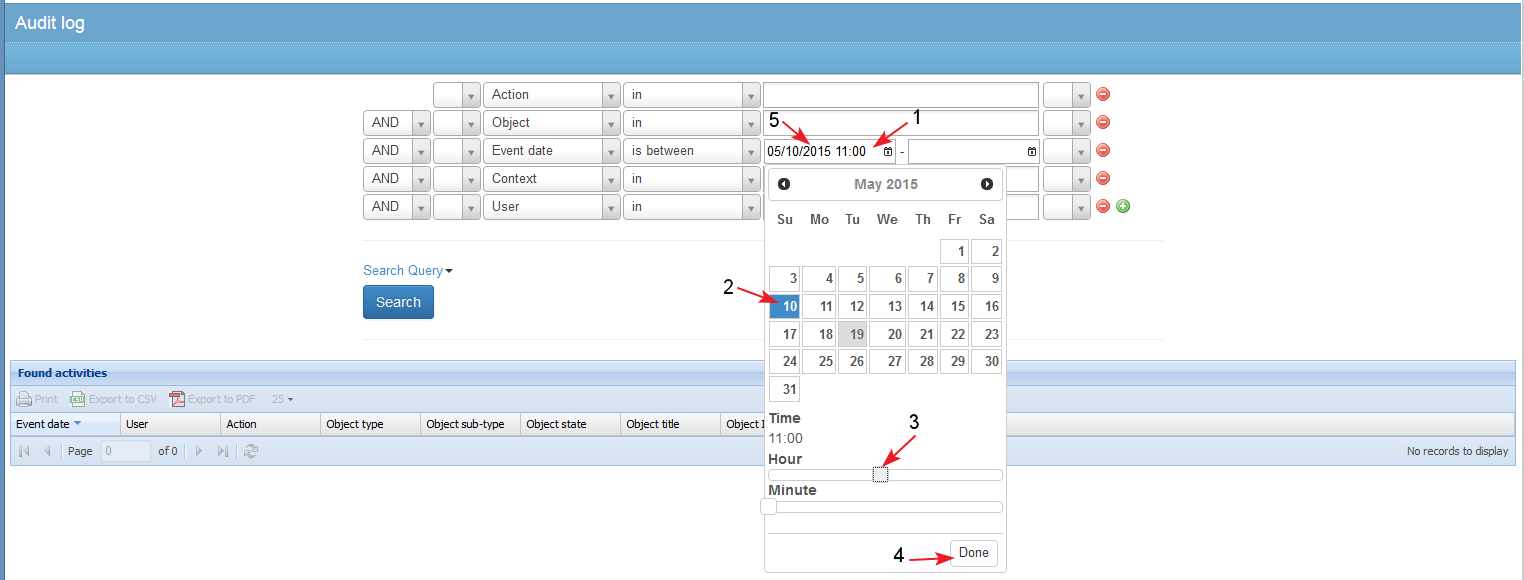 Audit log
Action in
AND Object in
5 1
AND Event date is between 05/10/2015 11:00 -
AND Context in
AND User in
May 2015
Su Mo Tu We Th Fr Sa
1 2
3 4 5 6 7 8 9
2
10 11 12 13 14 15 16
17 18 19 20 21 22 23
24 25 26 27 28 29 30
31
Search Query
Search
Found activities
Print Export to CSV Export to PDF 25
Event date User Action Object type Object sub-type Object state Object title Object
Page 0 of 0 No records to display
Time
11:00
3
Hour
Minute
4
Done